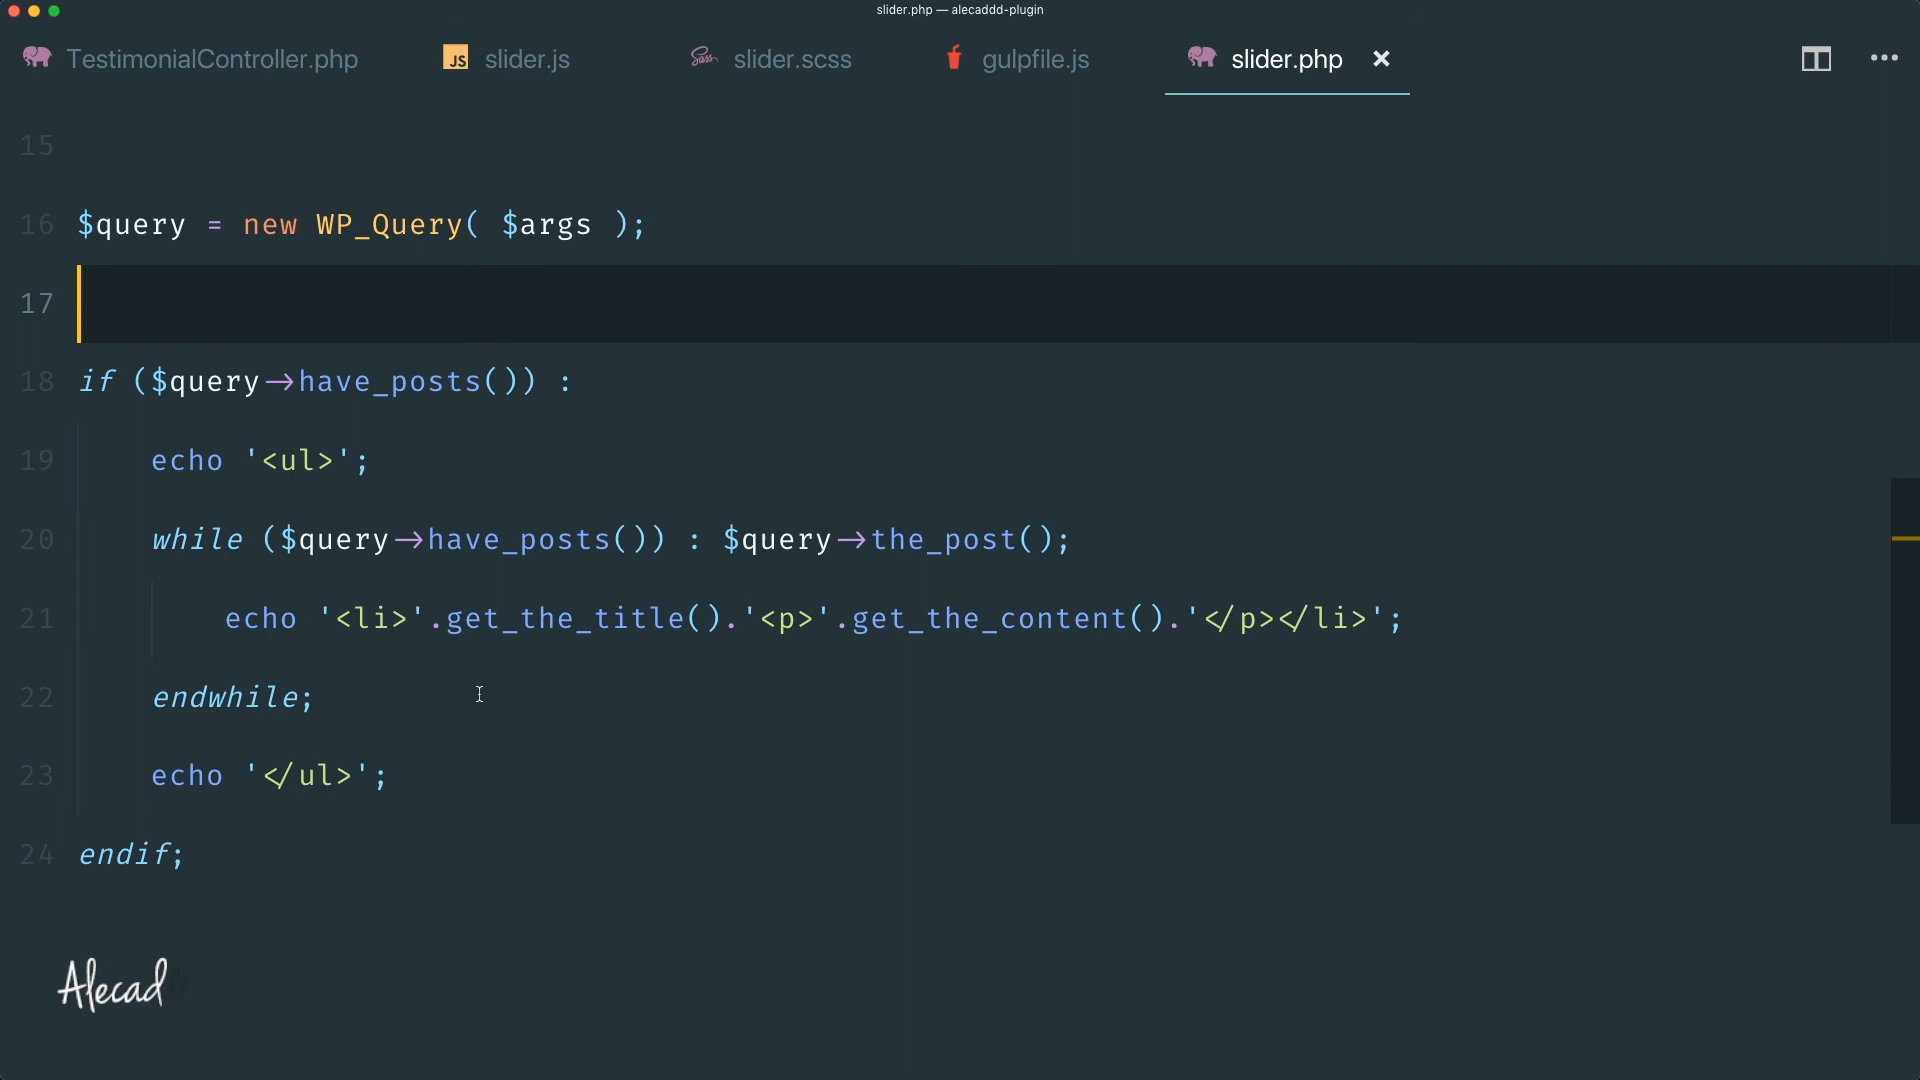 slider.php — alecaddd-plugin
TestimonialController.php JS slider.js Sass slider.scss gulpfile.js slider.php
15
16 $query = new WP_Query( $args );
17
18 if ($query->have_posts()) :
19 echo '<ul>';
20 while ($query->have_posts()) : $query->the_post();
21 echo '<li>'.get_the_title().'<p>'.get_the_content().'</p></li>';
22 endwhile;
23 echo '</ul>';
24 endif;
Alecad